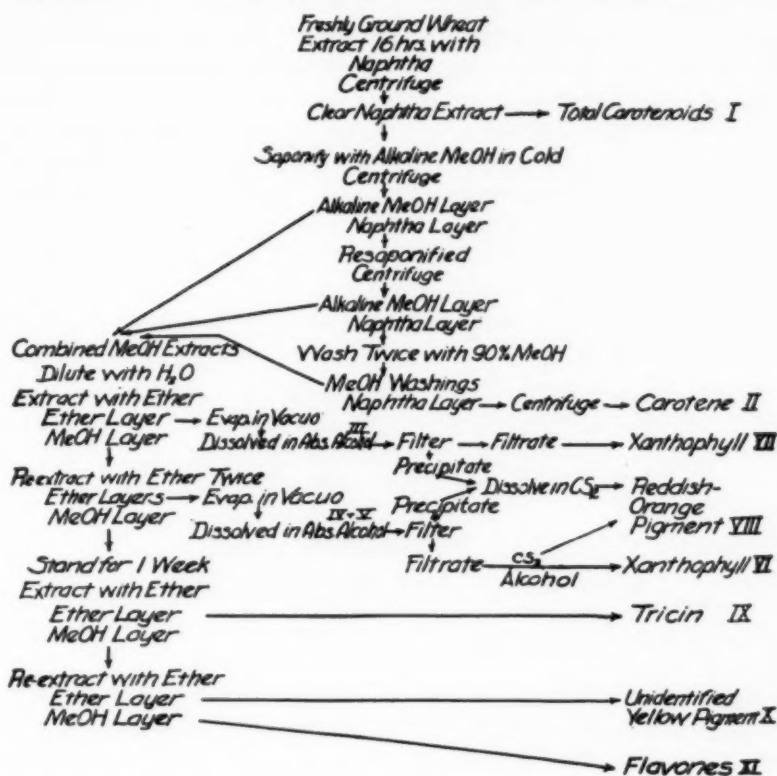 Freshly Ground Wheat
Extract 16 hrs. with
Naphtha
Centrifuge
Clear Naphtha Extract → Total Carotenoids I
Saponify with Alkaline MeOH in Cold
Centrifuge
Alkaline MeOH Layer
Naphtha Layer
Resaponified
Centrifuge
Alkaline MeOH Layer
Naphtha Layer
Combined MeOH Extracts
Wash Twice with 90% MeOH
Dilute with H2O
MeOH Washings
Naphtha Layer → Centrifuge → Carotene II
Extract with Ether
Ether Layer → Evap. in Vacuo
MeOH Layer
Dissolved in Abs. Alcohol III → Filter → Filtrate → Xanthophyll VII
Precipitate
Re-extract with Ether Twice
Ether Layers → Evap. in Vacuo
MeOH Layer
Dissolve in CS2 → Reddish-
Orange
Pigment VIII
Precipitate
Dissolved in Abs. Alcohol IV-V → Filter
Filtrate CS2 Alcohol → Xanthophyll VI
Stand for 1 Week
Extract with Ether
Ether Layer → Tricin IX
MeOH Layer
Re-extract with Ether
Ether Layer → Unidentified
Yellow Pigment X
MeOH Layer
Flavones XI